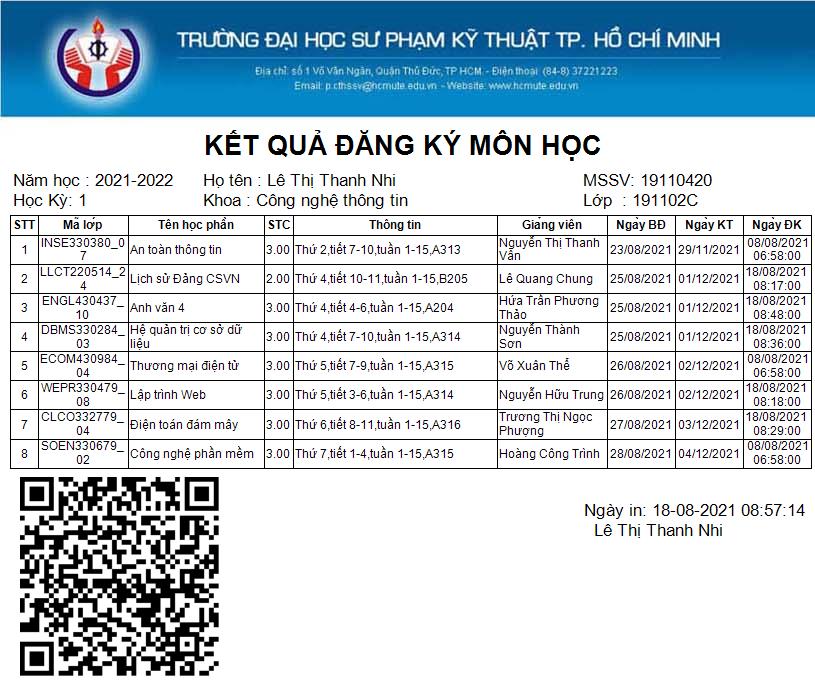 TRƯỜNG ĐẠI HỌC SƯ PHẠM KỸ THUẬT TP. HỒ CHÍ MINH
Địa chỉ: số 1 Võ Văn Ngân, Quận Thủ Đức, TP HCM. - Điện thoại: (84-8) 37221223
Email: p.cthssv@hcmute.edu.vn - Website: www.hcmute.edu.vn
KẾT QUẢ ĐĂNG KÝ MÔN HỌC
Năm học : 2021-2022 Họ tên : Lê Thị Thanh Nhi MSSV: 19110420
Học Kỳ: 1 Khoa : Công nghệ thông tin Lớp : 191102C
STT Mã lớp Tên học phần STC Thông tin Giảng viên Ngày BĐ Ngày KT Ngày ĐK
1 INSE330380_07 An toàn thông tin 3.00 Thứ 2,tiết 7-10,tuần 1-15,A313 Nguyễn Thị Thanh Vân 23/08/2021 29/11/2021 08/08/2021 06:58:00
2 LLCT220514_24 Lịch sử Đảng CSVN 2.00 Thứ 4,tiết 10-11,tuần 1-15,B205 Lê Quang Chung 25/08/2021 01/12/2021 18/08/2021 08:17:00
3 ENGL430437_10 Anh văn 4 3.00 Thứ 4,tiết 4-6,tuần 1-15,A204 Hứa Trần Phương Thảo 25/08/2021 01/12/2021 18/08/2021 08:48:00
4 DBMS330284_03 Hệ quản trị cơ sở dữ liệu 3.00 Thứ 4,tiết 7-10,tuần 1-15,A314 Nguyễn Thành Sơn 25/08/2021 01/12/2021 18/08/2021 08:36:00
5 ECOM430984_04 Thương mại điện tử 3.00 Thứ 5,tiết 7-9,tuần 1-15,A315 Võ Xuân Thể 26/08/2021 02/12/2021 08/08/2021 06:58:00
6 WEPR330479_08 Lập trình Web 3.00 Thứ 5,tiết 3-6,tuần 1-15,A314 Nguyễn Hữu Trung 26/08/2021 02/12/2021 18/08/2021 08:18:00
7 CLCO332779_04 Điện toán đám mây 3.00 Thứ 6,tiết 8-11,tuần 1-15,A316 Trương Thị Ngọc Phượng 27/08/2021 03/12/2021 18/08/2021 08:29:00
8 SOEN330679_02 Công nghệ phần mềm 3.00 Thứ 7,tiết 1-4,tuần 1-15,A315 Hoàng Công Trình 28/08/2021 04/12/2021 08/08/2021 06:58:00
Ngày in: 18-08-2021 08:57:14
Lê Thị Thanh Nhi